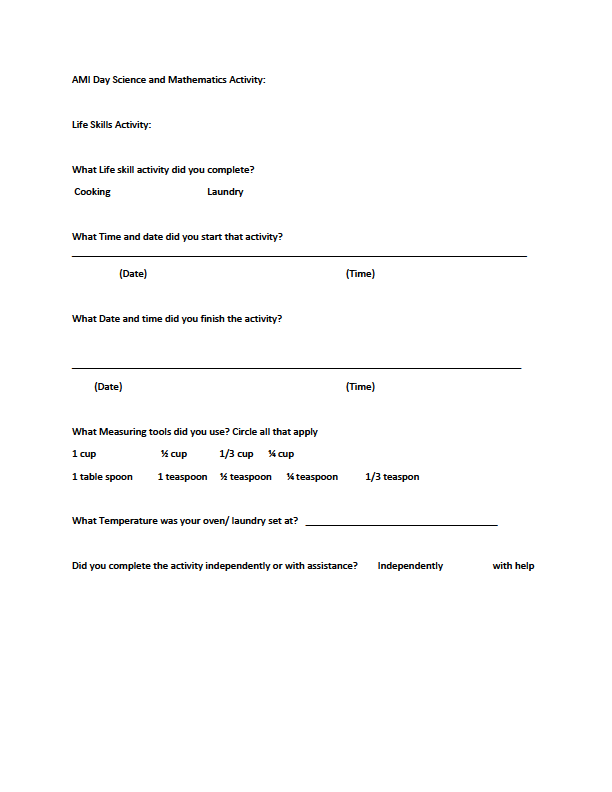 AMI Day Science and Mathematics Activity:
Life Skills Activity:
What Life skill activity did you complete?
Cooking Laundry
What Time and date did you start that activity?
(Date) (Time)
What Date and time did you finish the activity?
(Date) (Time)
What Measuring tools did you use? Circle all that apply
1 cup ½ cup 1/3 cup ¼ cup
1 table spoon 1 teaspoon ½ teaspoon ¼ teaspoon 1/3 teaspon
What Temperature was your oven/ laundry set at?
Did you complete the activity independently or with assistance? Independently with help